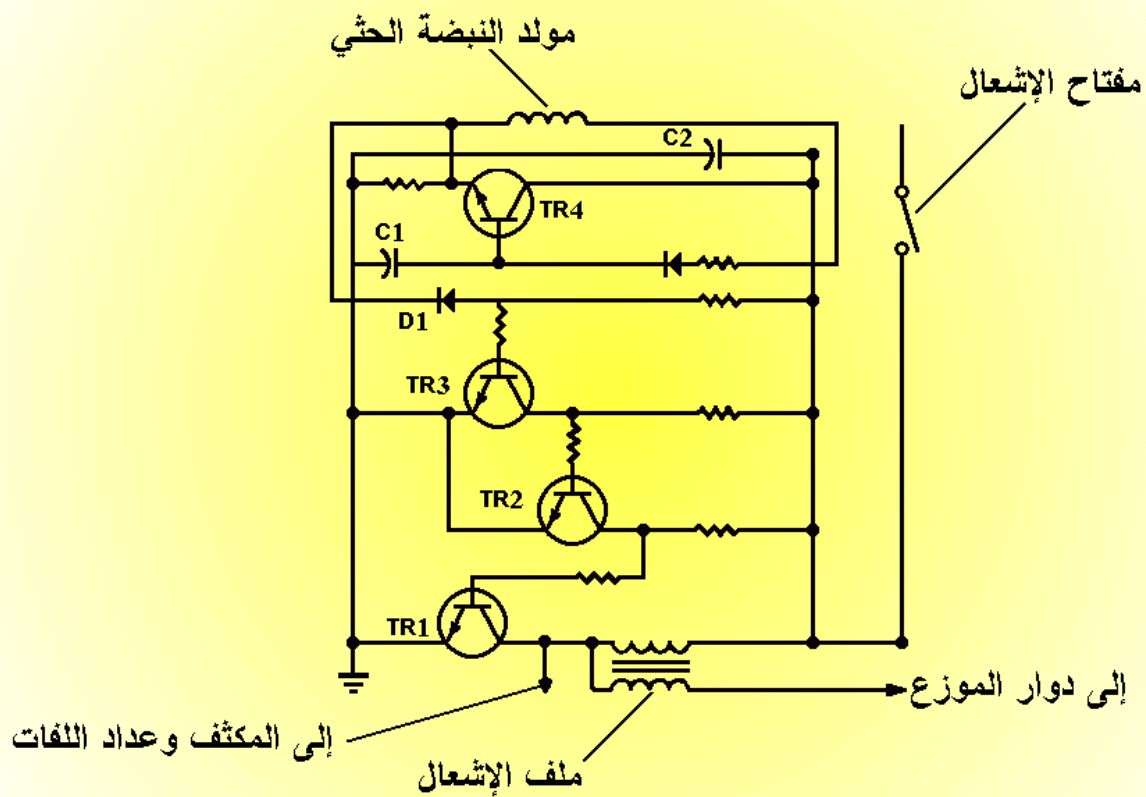 مولد النبضة الحثي
مفتاح الإشعال
C2
TR4
C1
D1
TR3
TR2
TR1
إلى دوار الموزع
إلى المكثف وعداد اللفات
ملف الإشعال